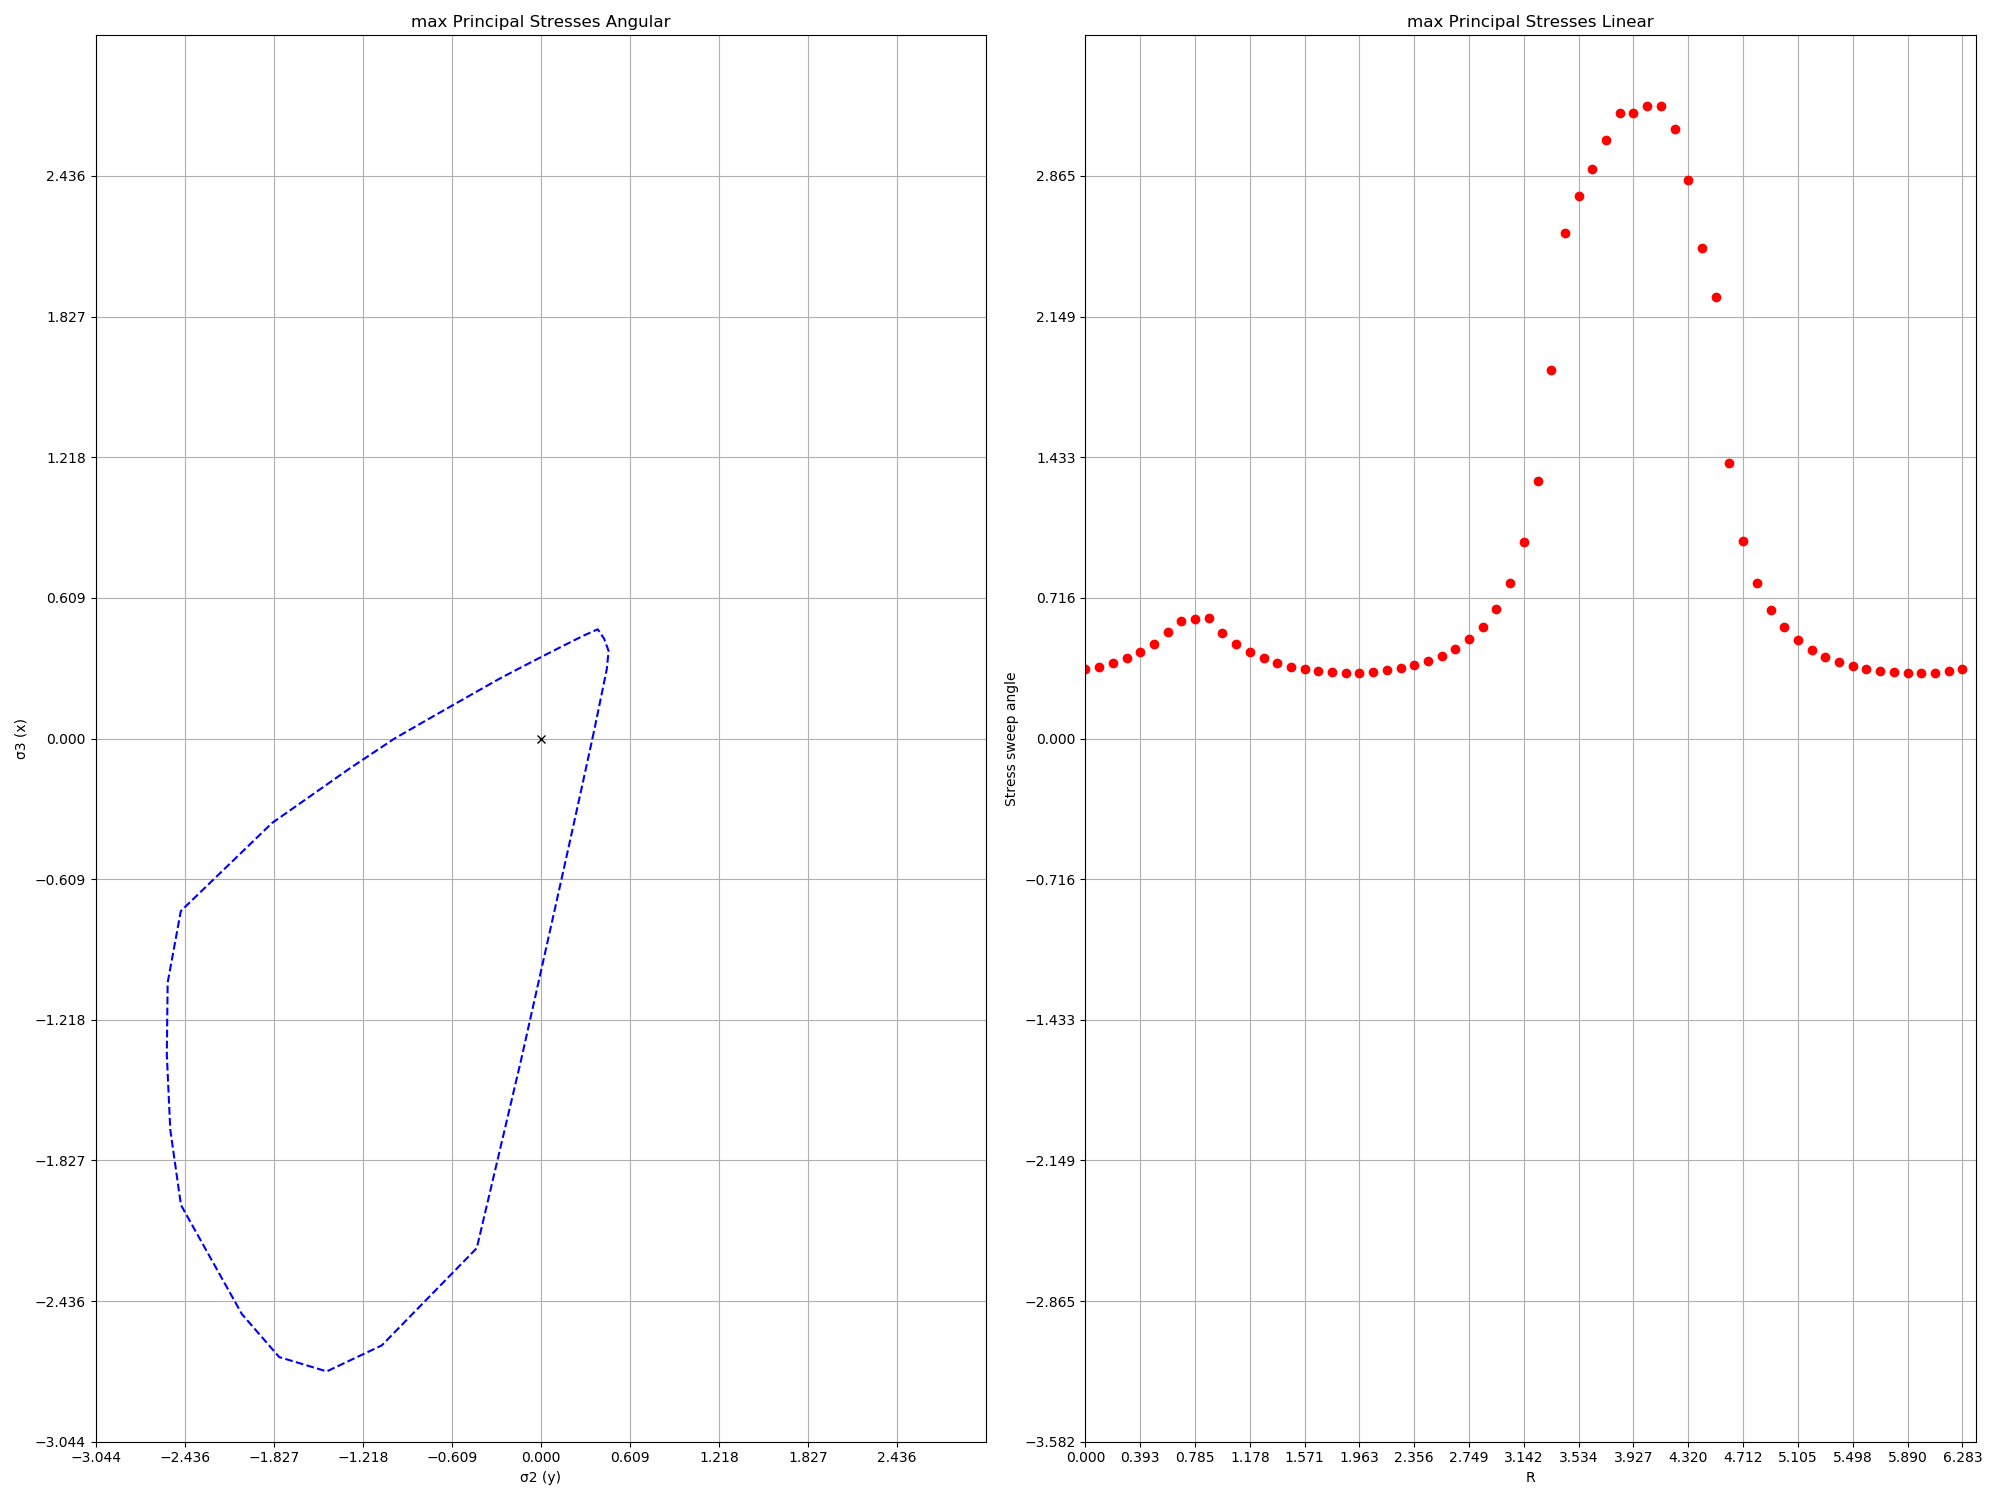 max Principal Stresses Angular
2.436
1.827
1.218
0.609
0.000
−0.609
−1.218
−1.827
−2.436
−3.044
σ3 (x)
−3.044 −2.436 −1.827 −1.218 −0.609 0.000 0.609 1.218 1.827 2.436
σ2 (y)
max Principal Stresses Linear
2.865
2.149
1.433
0.716
0.000
−0.716
−1.433
−2.149
−2.865
−3.582
Stress sweep angle
0.000 0.393 0.785 1.178 1.571 1.963 2.356 2.749 3.142 3.534 3.927 4.320 4.712 5.105 5.498 5.890 6.283
R